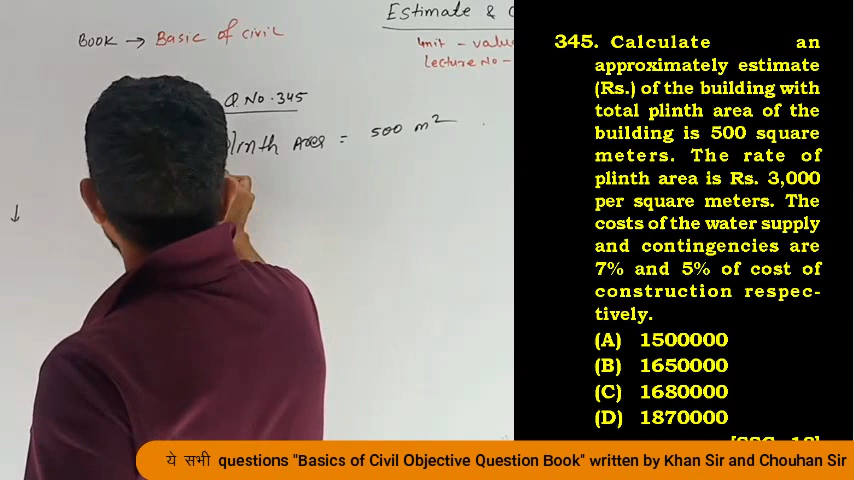 BOOK → Basic of civil
Estimate &
Unit - valu
Lecture No -
Q. No. 345
linth Area = 500 m²
↓
345. Calculate an
approximately estimate
(Rs.) of the building with
total plinth area of the
building is 500 square
meters. The rate of
plinth area is Rs. 3,000
per square meters. The
costs of the water supply
and contingencies are
7% and 5% of cost of
construction respec-
tively.
(A) 1500000
(B) 1650000
(C) 1680000
(D) 1870000
ये सभी questions "Basics of Civil Objective Question Book" written by Khan Sir and Chouhan Sir